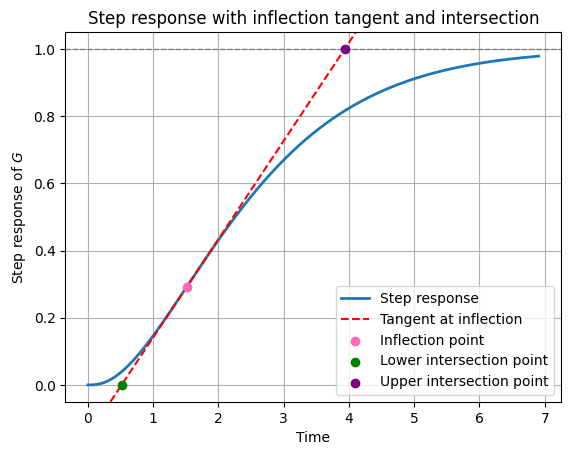 Step response with inflection tangent and intersection
Step response of G
1.0
0.8
0.6
0.4
0.2
0.0
0 1 2 3 4 5 6 7
Time
Step response
Tangent at inflection
Inflection point
Lower intersection point
Upper intersection point